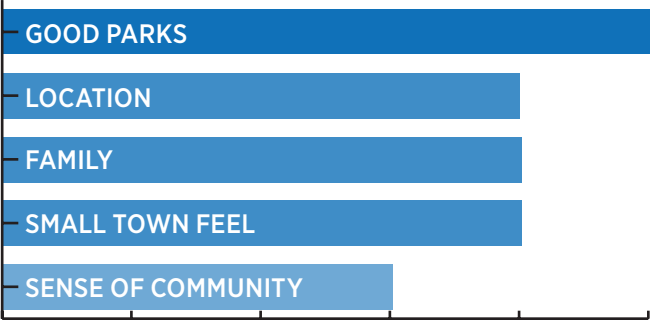 GOOD PARKS
LOCATION
FAMILY
SMALL TOWN FEEL
SENSE OF COMMUNITY